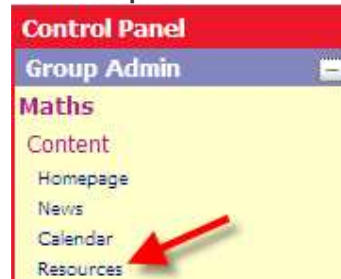 Control Panel
Group Admin
Maths
Content
Homepage
News
Calendar
Resources